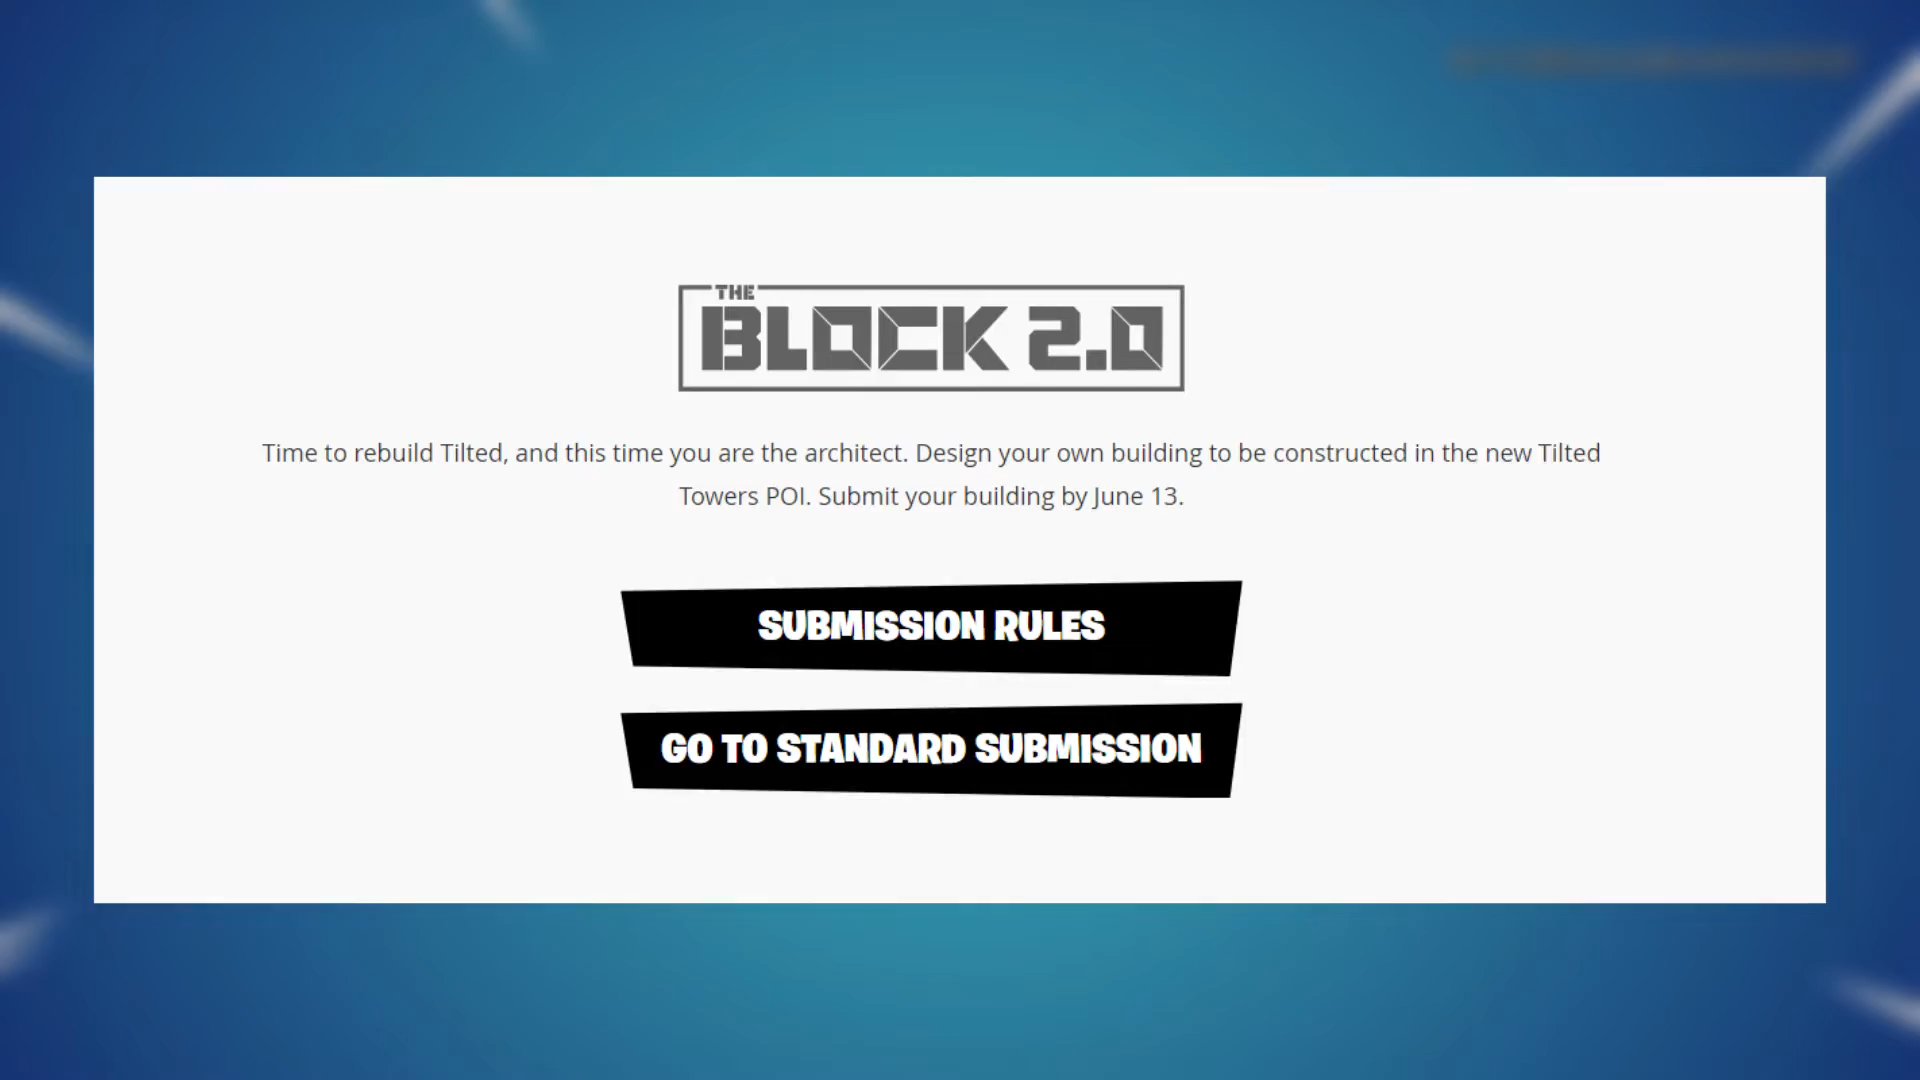 THE
BLOCK 2.0
Time to rebuild Tilted, and this time you are the architect. Design your own building to be constructed in the new Tilted
Towers POI. Submit your building by June 13.
SUBMISSION RULES
GO TO STANDARD SUBMISSION